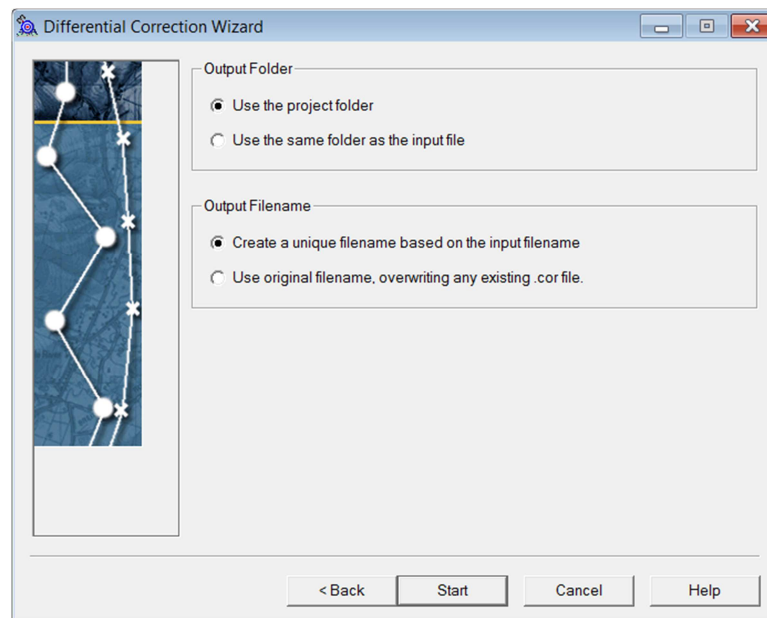 Differential Correction Wizard
Output Folder
Use the project folder
Use the same folder as the input file
Output Filename
Create a unique filename based on the input filename
Use original filename, overwriting any existing .cor file.
< Back
Start
Cancel
Help